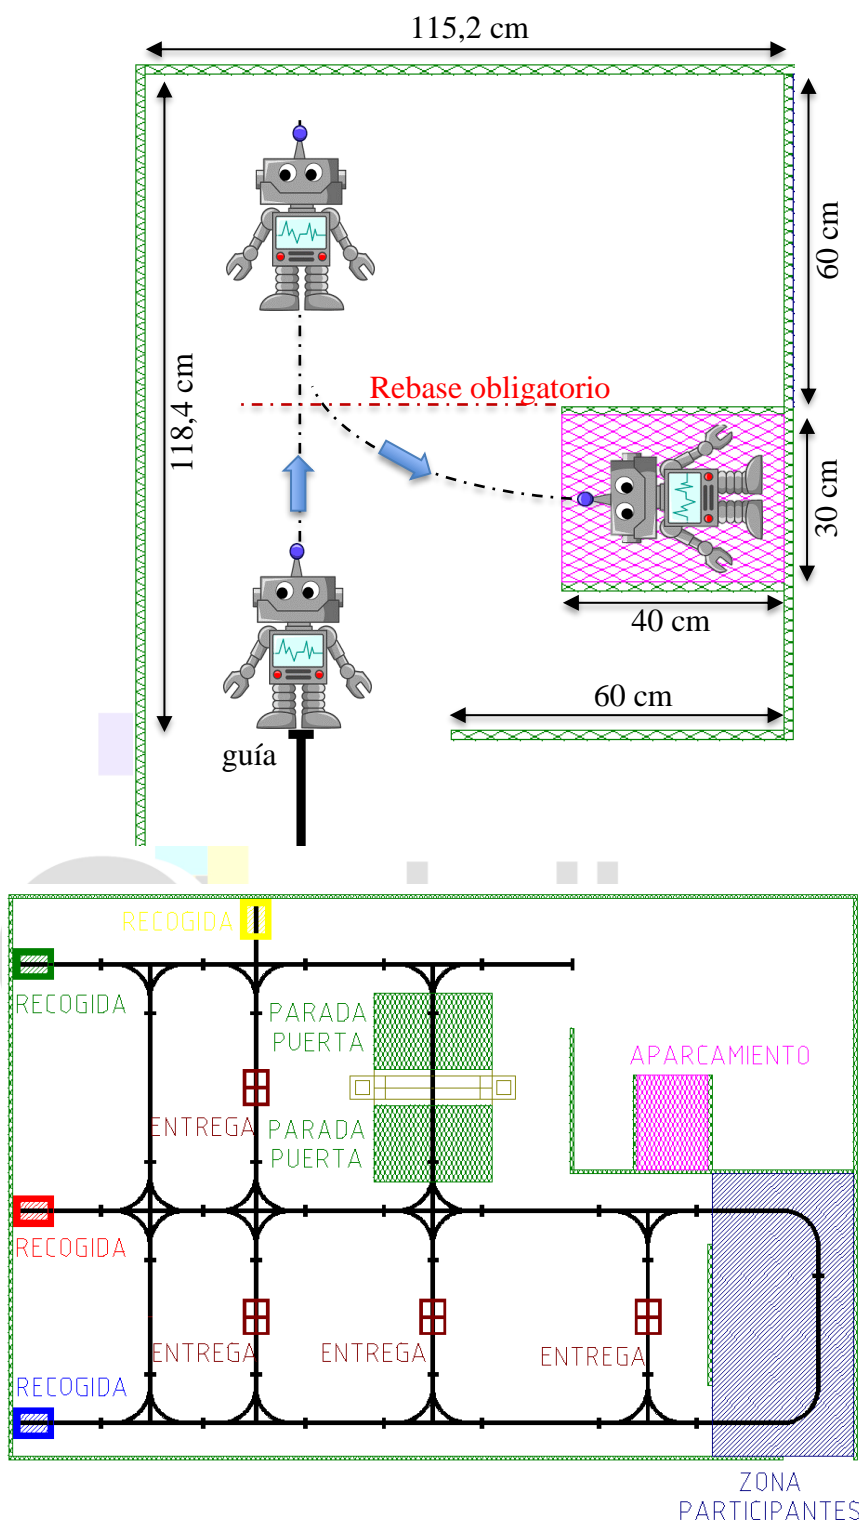 115,2 cm
60 cm
118,4 cm
Rebase obligatorio
30 cm
40 cm
60 cm
guía
RECOGIDA
RECOGIDA
PARADA
PUERTA
APARCAMIENTO
ENTREGA
PARADA
PUERTA
RECOGIDA
ENTREGA
ENTREGA
ENTREGA
RECOGIDA
ZONA
PARTICIPANTES